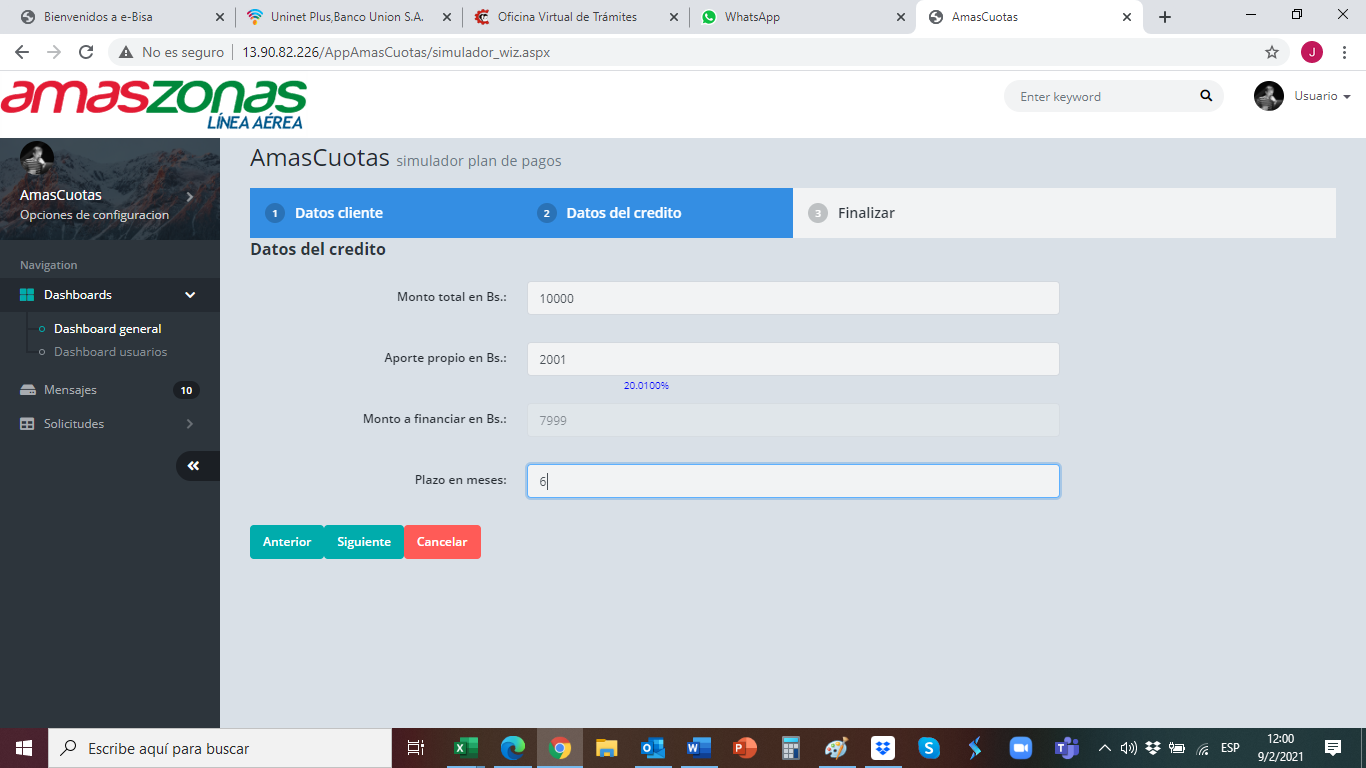 Bienvenidos a e-Bisa
Uninet Plus,Banco Union S.A.
Oficina Virtual de Trámites
WhatsApp
AmasCuotas
No es seguro
13.90.82.226/AppAmasCuotas/simulador_wiz.aspx
J
amaszonas
LÍNEA AÉREA
Enter keyword
Usuario
AmasCuotas
Opciones de configuracion
Navigation
Dashboards
Dashboard general
Dashboard usuarios
Mensajes
10
Solicitudes
AmasCuotas simulador plan de pagos
1 Datos cliente
2 Datos del credito
3 Finalizar
Datos del credito
Monto total en Bs.:
10000
Aporte propio en Bs.:
2001
20.0100%
Monto a financiar en Bs.:
7999
Plazo en meses:
6
Anterior
Siguiente
Cancelar
Escribe aquí para buscar
ESP
12:00
9/2/2021